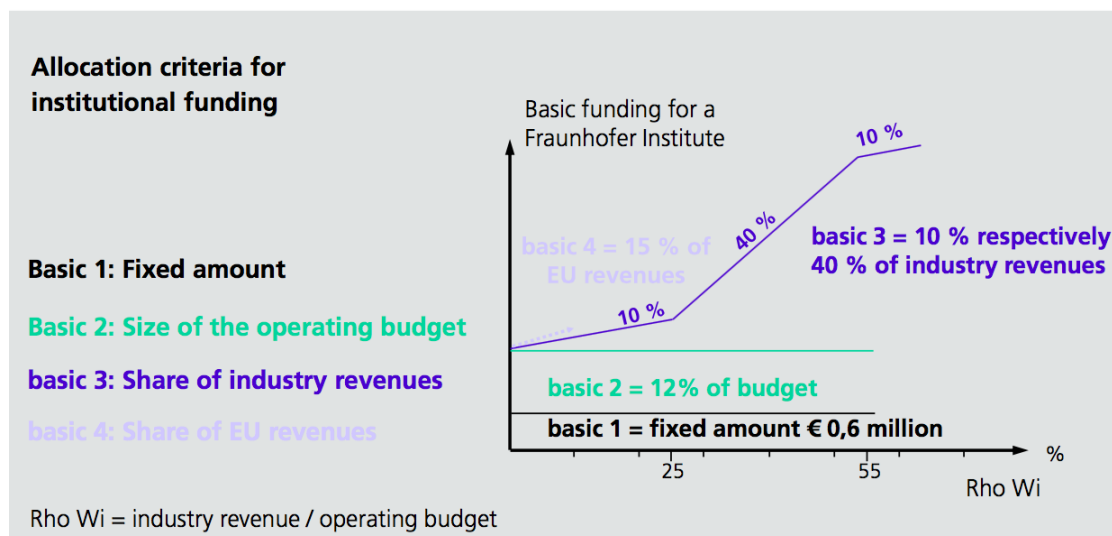 Allocation criteria for
institutional funding
Basic funding for a
Fraunhofer Institute
10 %
40 %
10 %
basic 4 = 15 % of
EU revenues
basic 3 = 10 % respectively
40 % of industry revenues
Basic 1: Fixed amount
Basic 2: Size of the operating budget
basic 3: Share of industry revenues
basic 4: Share of EU revenues
basic 2 = 12% of budget
basic 1 = fixed amount € 0,6 million
25
55
%
Rho Wi
Rho Wi = industry revenue / operating budget